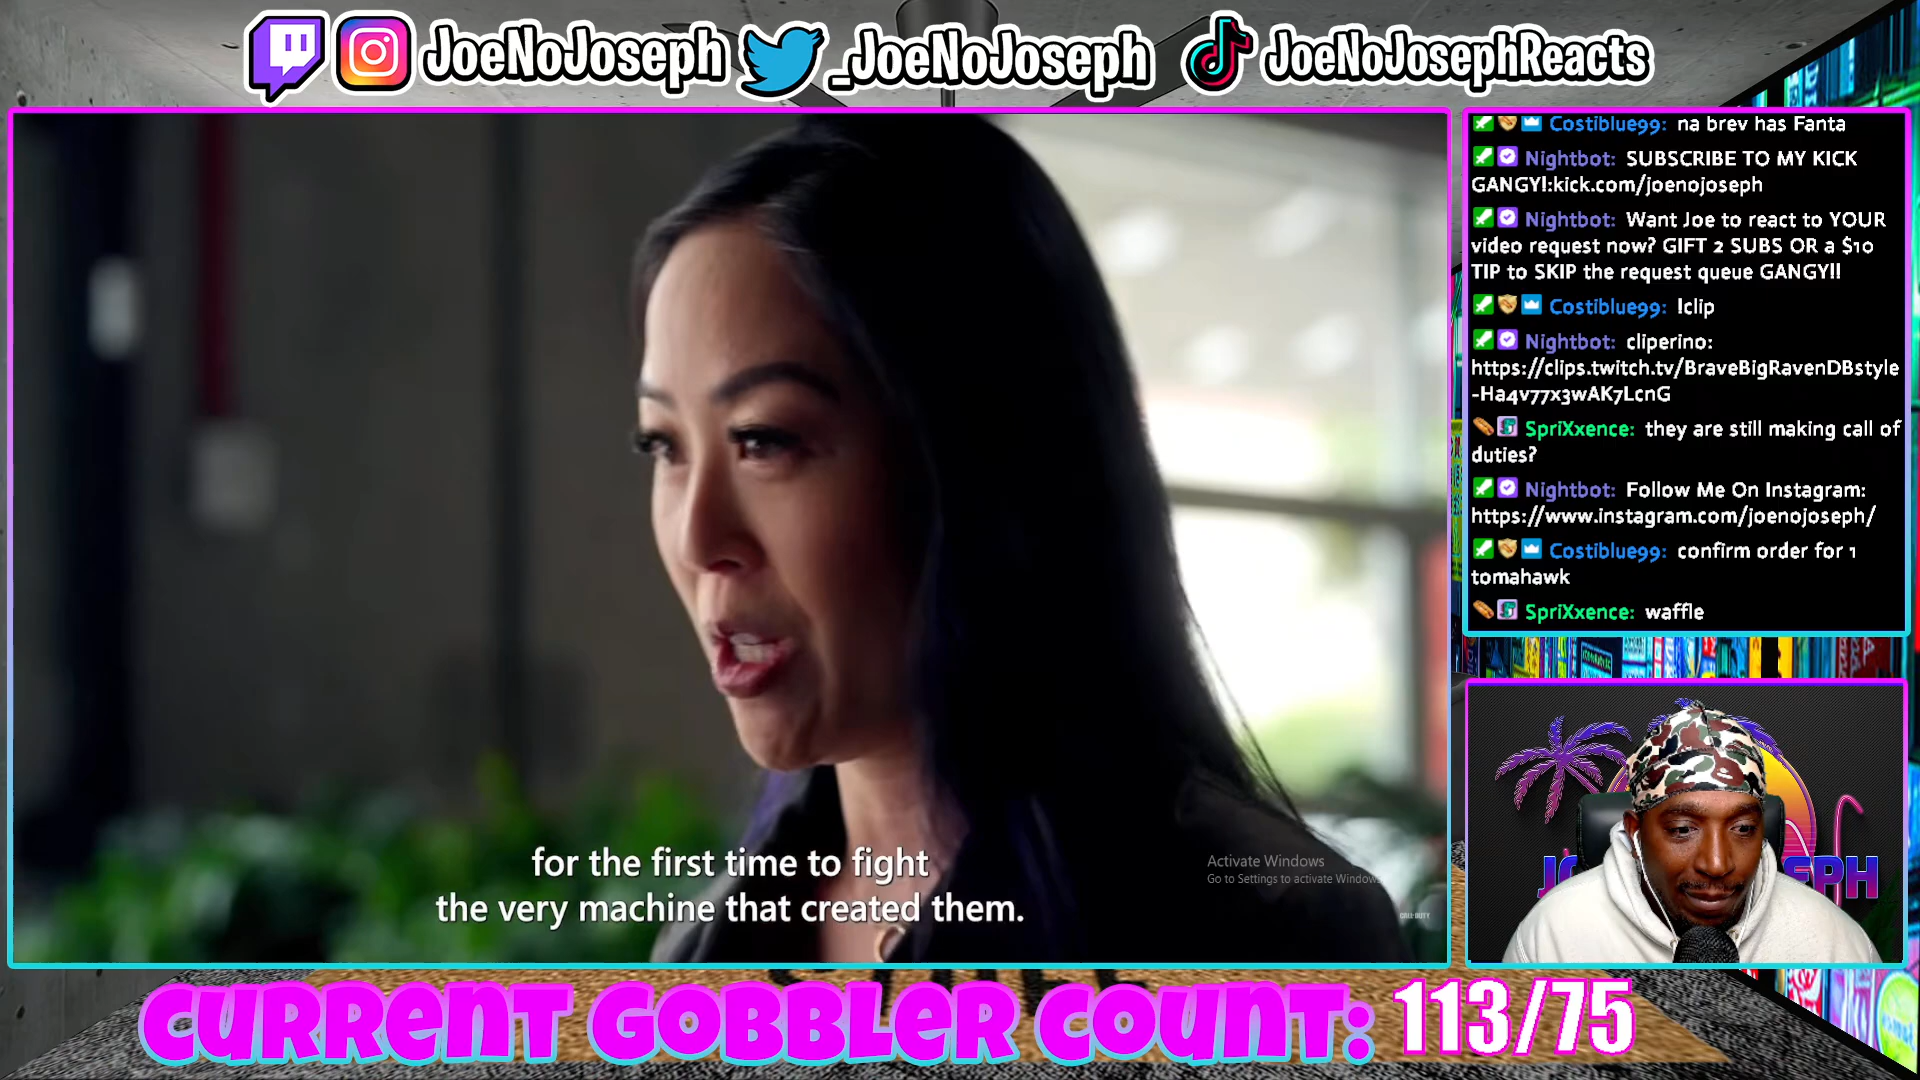 JoeNoJoseph _JoeNoJoseph JoeNoJosephReacts
Costiblue99: na brev has Fanta
Nightbot: SUBSCRIBE TO MY KICK
GANGY!:kick.com/joenojoseph
Nightbot: Want Joe to react to YOUR
video request now? GIFT 2 SUBS OR a $10
TIP to SKIP the request queue GANGY!!
Costiblue99: !clip
Nightbot: cliperino:
https://clips.twitch.tv/BraveBigRavenDBstyle
-Ha4v77x3wAK7LcnG
SpriXxence: they are still making call of
duties?
Nightbot: Follow Me On Instagram:
https://www.instagram.com/joenojoseph/
Costiblue99: confirm order for 1
tomahawk
SpriXxence: waffle
for the first time to fight
the very machine that created them.
Activate Windows
Go to Settings to activate Windows
CALL OF DUTY
CURRENT GOBBLER COUNT: 113/75